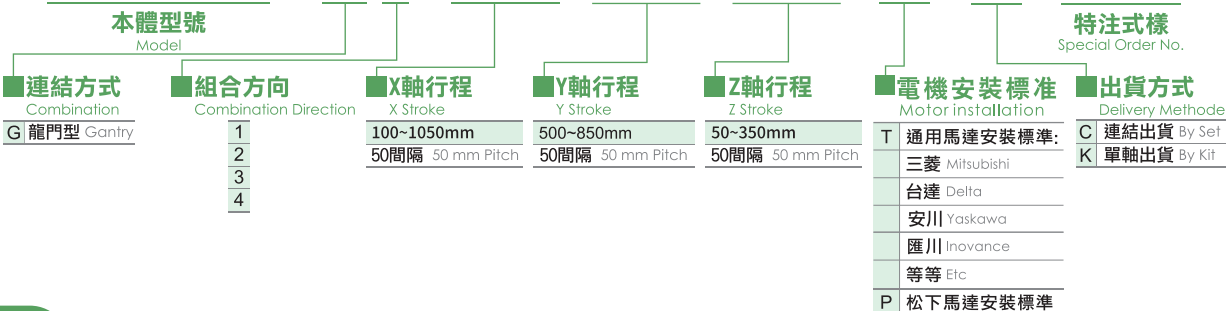 本體型號
Model
特注式樣
Special Order No.
連結方式
Combination
G 龍門型 Gantry
組合方向
Combination Direction
1
2
3
4
X軸行程
X Stroke
100~1050mm
50間隔 50 mm Pitch
Y軸行程
Y Stroke
500~850mm
50間隔 50 mm Pitch
Z軸行程
Z Stroke
50~350mm
50間隔 50 mm Pitch
電機安裝標准
Motor installation
T 通用馬達安裝標準:
三菱 Mitsubishi
台達 Delta
安川 Yaskawa
匯川 Inovance
等等 Etc
P 松下馬達安裝標準
出貨方式
Delivery Methode
C 連結出貨 By Set
K 單軸出貨 By Kit